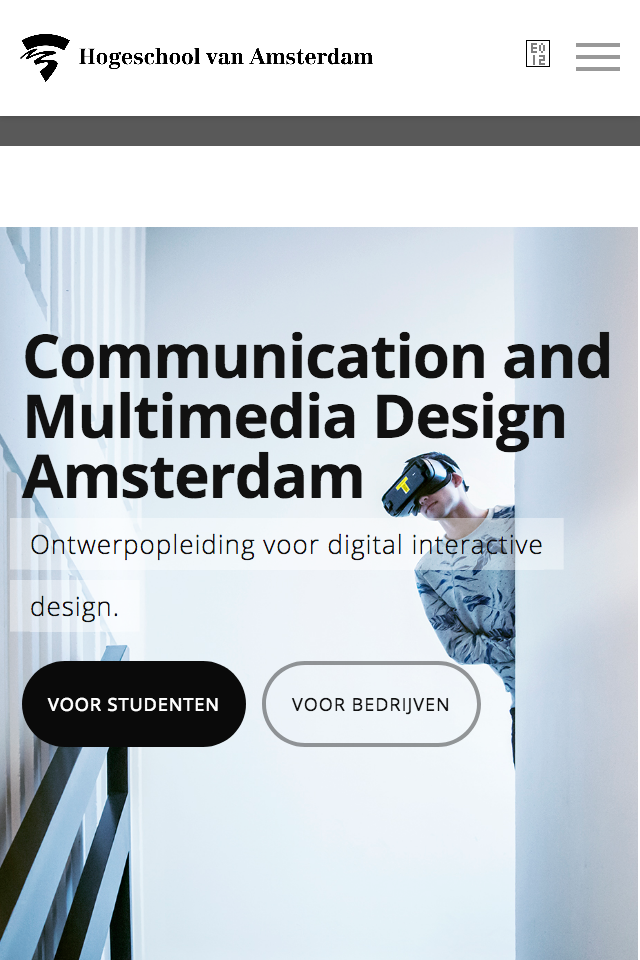 Hogeschool van Amsterdam
E0
12
Communication and
Multimedia Design
Amsterdam
Ontwerpopleiding voor digital interactive
design.
VOOR STUDENTEN
VOOR BEDRIJVEN